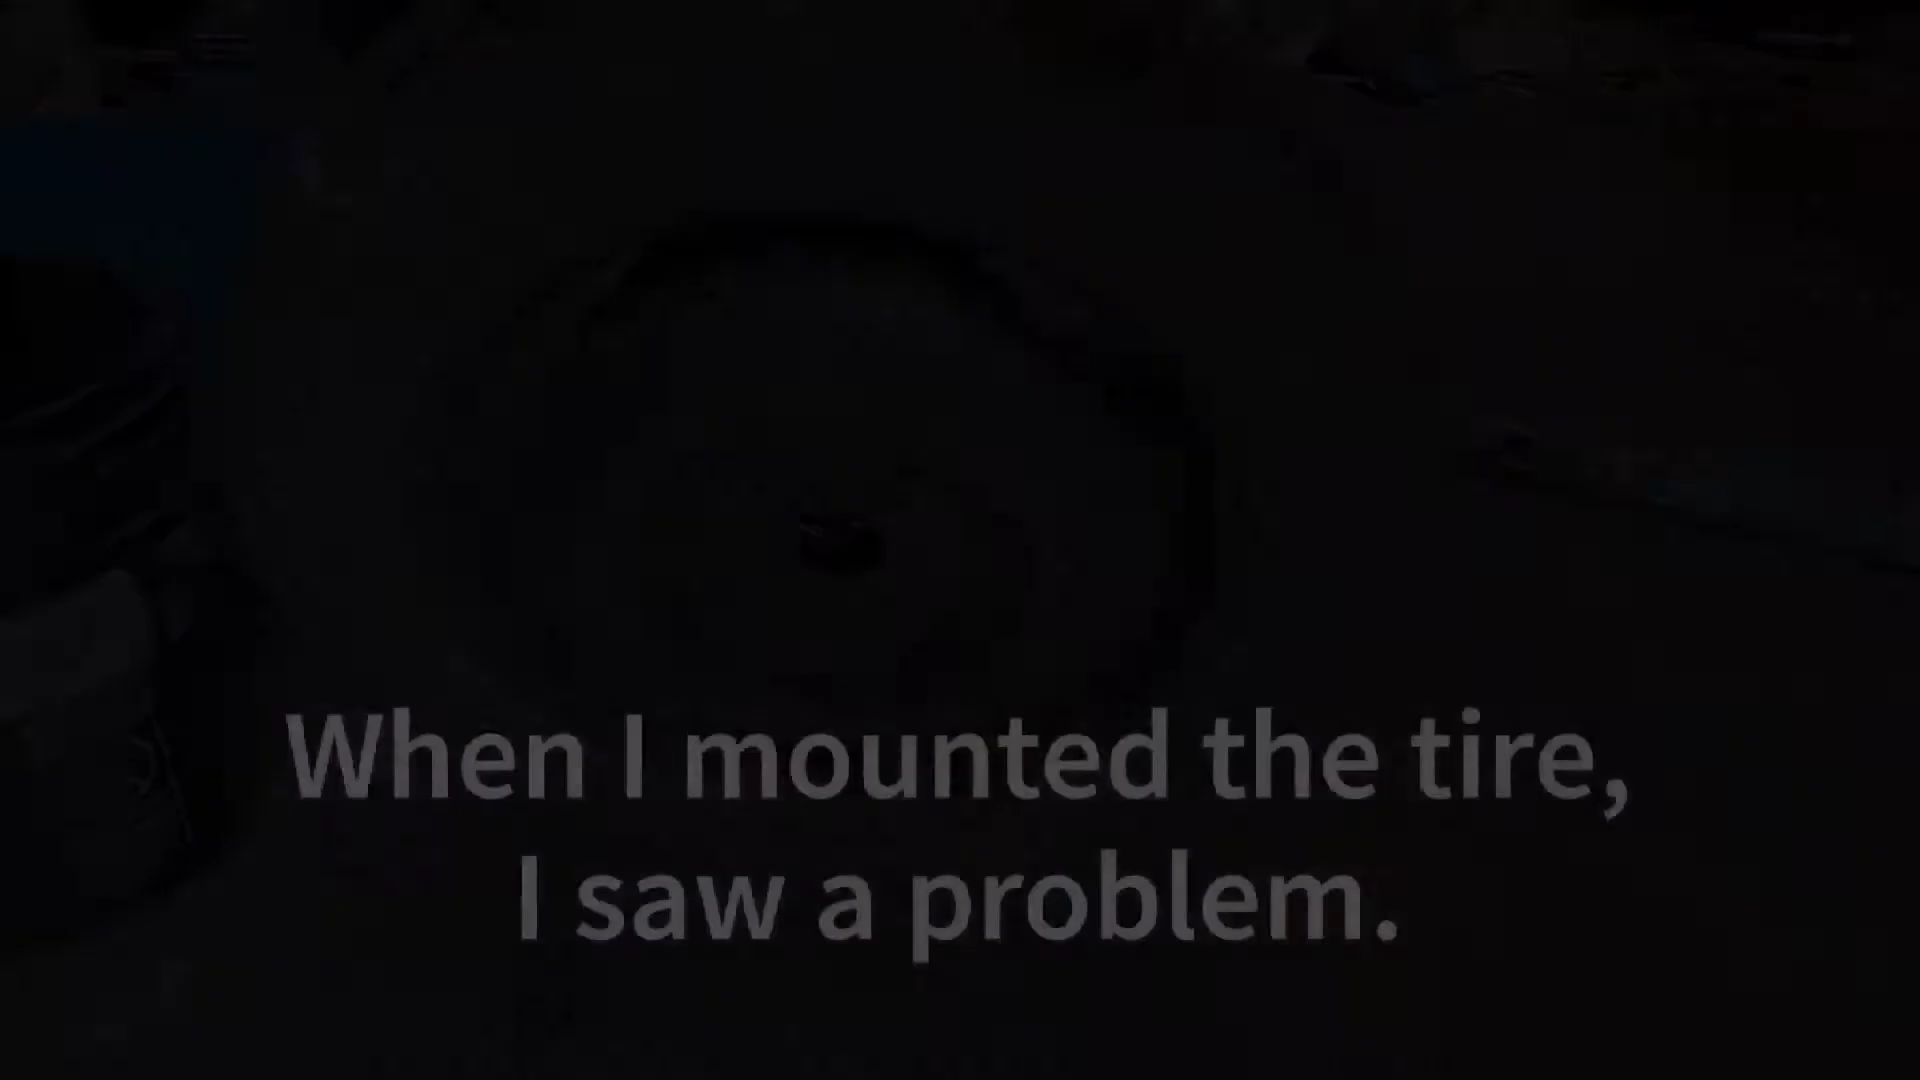 When I mounted the tire,
I saw a problem.